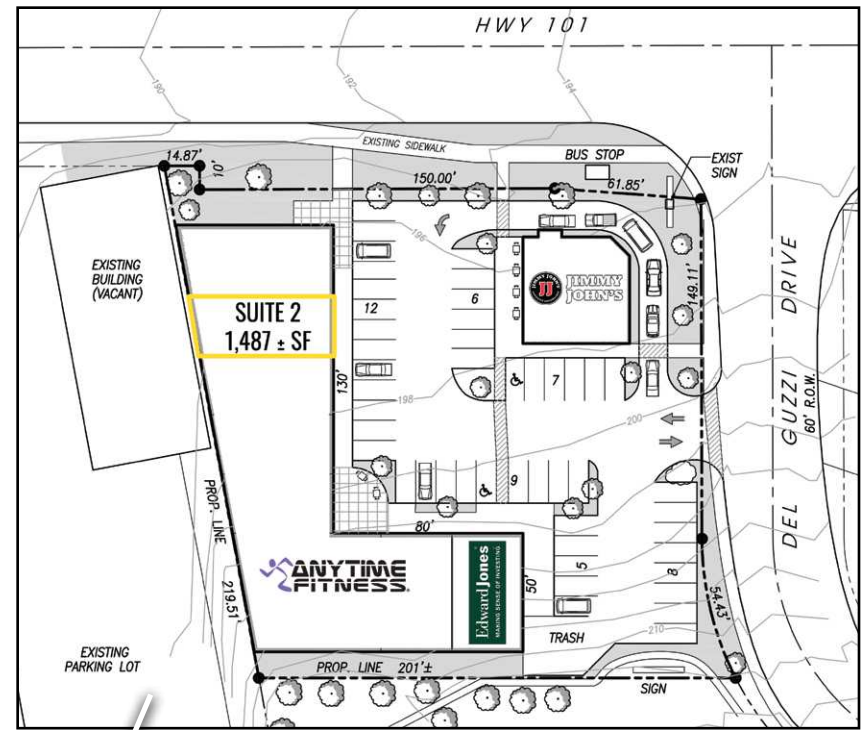 HWY 101
190
192
194
EXISTING SIDEWALK
BUS STOP
EXIST
SIGN
14.87'
10'
150.00'
61.85'
196
EXISTING
BUILDING
(VACANT)
SUITE 2
1,487 ± SF
12
6
JIMMY JOHN'S
JJ
JIMMY
JOHN'S
149.11'
DEL GUZZI DRIVE
60' R.O.W.
130'
7
198
200
9
PROP. LINE
219.51'
80'
ANYTIME
FITNESS.
Edward Jones
MAKING SENSE OF INVESTING
50'
5
8
54.43'
210
TRASH
EXISTING
PARKING LOT
PROP. LINE 201'±
SIGN